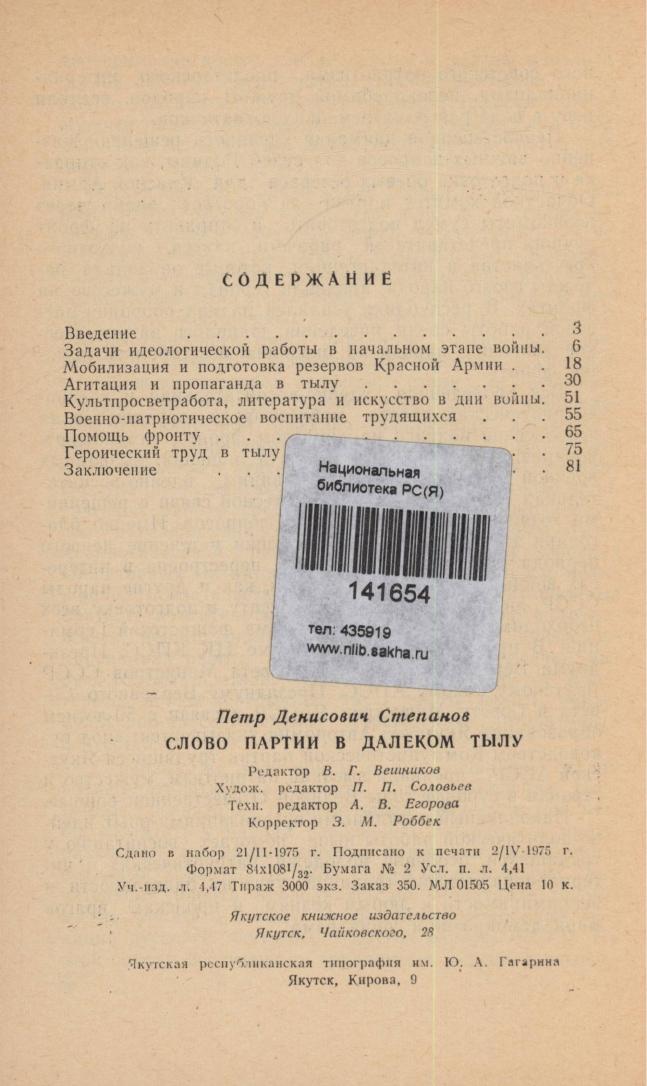 СОДЕРЖАНИЕ
Введение . . . . . . . . . . . . . 3
Задачи идеологической работы в начальном этапе войны. 6
Мобилизация и подготовка резервов Красной Армии . . 18
Агитация и пропаганда в тылу . . . . . . . 30
Культпросветработа, литература и искусство в дни войны. 51
Военно-патриотическое воспитание трудящихся . . . 55
Помощь фронту . . . . . . . . . . . 65
Героический труд в тылу . . 75
Заключение . . . . . 81
Национальная
библиотека РС(Я)
141654
тел: 435919
www.nlib.sakha.ru
Петр Денисович Степанов
СЛОВО ПАРТИИ В ДАЛЕКОМ ТЫЛУ
Редактор В. Г. Вешников
Худож. редактор П. П. Соловьев
Техн. редактор А. В. Егорова
Корректор З. М. Роббек
Сдано в набор 21/II-1975 г. Подписано к печати 2/IV-1975 г.
Формат 84х108¹/₃₂. Бумага № 2 Усл. п. л. 4,41
Уч.-изд. л. 4,47 Тираж 3000 экз. Заказ 350. МЛ 01505 Цена 10 к.
Якутское книжное издательство
Якутск, Чайковского, 28
Якутская республиканская типография им. Ю. А. Гагарина
Якутск, Кирова, 9